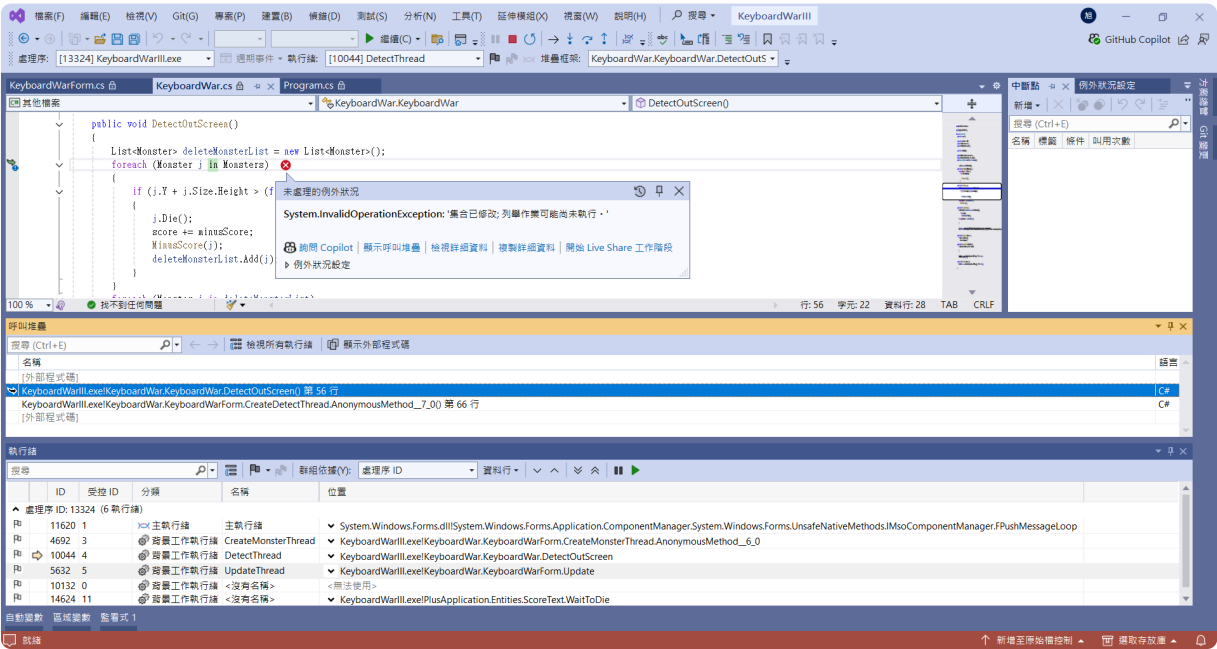 檔案(F) 編輯(E) 檢視(V) Git(G) 專案(P) 建置(B) 偵錯(D) 測試(S) 分析(N) 工具(T) 延伸模組(X) 視窗(W) 說明(H) 搜尋 KeyboardWarIII 旭
繼續(C) GitHub Copilot
處理序: [13324] KeyboardWarIII.exe 週期事件 執行緒: [10044] DetectThread 堆疊框架: KeyboardWar.KeyboardWar.DetectOutS
KeyboardWarForm.cs KeyboardWar.cs Program.cs
其他檔案 KeyboardWar.KeyboardWar DetectOutScreen()
public void DetectOutScreen()
{
List<Monster> deleteMonsterList = new List<Monster>();
foreach (Monster j in Monsters)
{
if (j.Y + j.Size.Height > (f
{
j.Die();
score += minusScore;
MinusScore(j);
deleteMonsterList.Add(j);
}
}
foreach (Monster j in deleteMonsterList)
未處理的例外狀況
System.InvalidOperationException: '集合已修改; 列舉作業可能尚未執行。'
詢問 Copilot 顯示呼叫堆疊 檢視詳細資料 複製詳細資料 開始 Live Share 工作階段
例外狀況設定
100 % 找不到任何問題 行: 56 字元: 22 資料行: 28 TAB CRLF
中斷點 例外狀況設定
新增
搜尋 (Ctrl+E)
名稱 標籤 條件 叫用次數
方案總管
Git 變更
呼叫堆疊
搜尋 (Ctrl+E) 檢視所有執行緒 顯示外部程式碼
名稱 語言
[外部程式碼]
KeyboardWarIII.exe!KeyboardWar.KeyboardWar.DetectOutScreen() 第 56 行 C#
KeyboardWarIII.exe!KeyboardWar.KeyboardWarForm.CreateDetectThread.AnonymousMethod__7_0() 第 66 行 C#
[外部程式碼]
執行緒
搜尋 群組依據(Y): 處理序 ID 資料行
ID 受控 ID 分類 名稱 位置
處理序 ID: 13324 (6 執行緒)
11620 1 主執行緒 主執行緒 System.Windows.Forms.dll!System.Windows.Forms.Application.ComponentManager.System.Windows.Forms.UnsafeNativeMethods.IMsoComponentManager.FPushMessageLoop
4692 3 背景工作執行緒 CreateMonsterThread KeyboardWarIII.exe!KeyboardWar.KeyboardWarForm.CreateMonsterThread.AnonymousMethod__6_0
10044 4 背景工作執行緒 DetectThread KeyboardWarIII.exe!KeyboardWar.KeyboardWar.DetectOutScreen
5632 5 背景工作執行緒 UpdateThread KeyboardWarIII.exe!KeyboardWar.KeyboardWarForm.Update
10132 0 背景工作執行緒 <沒有名稱> <無法使用>
14624 11 背景工作執行緒 <沒有名稱> KeyboardWarIII.exe!PlusApplication.Entities.ScoreText.WaitToDie
自動變數 區域變數 監看式 1
就緒 新增至原始檔控制 選取存放庫